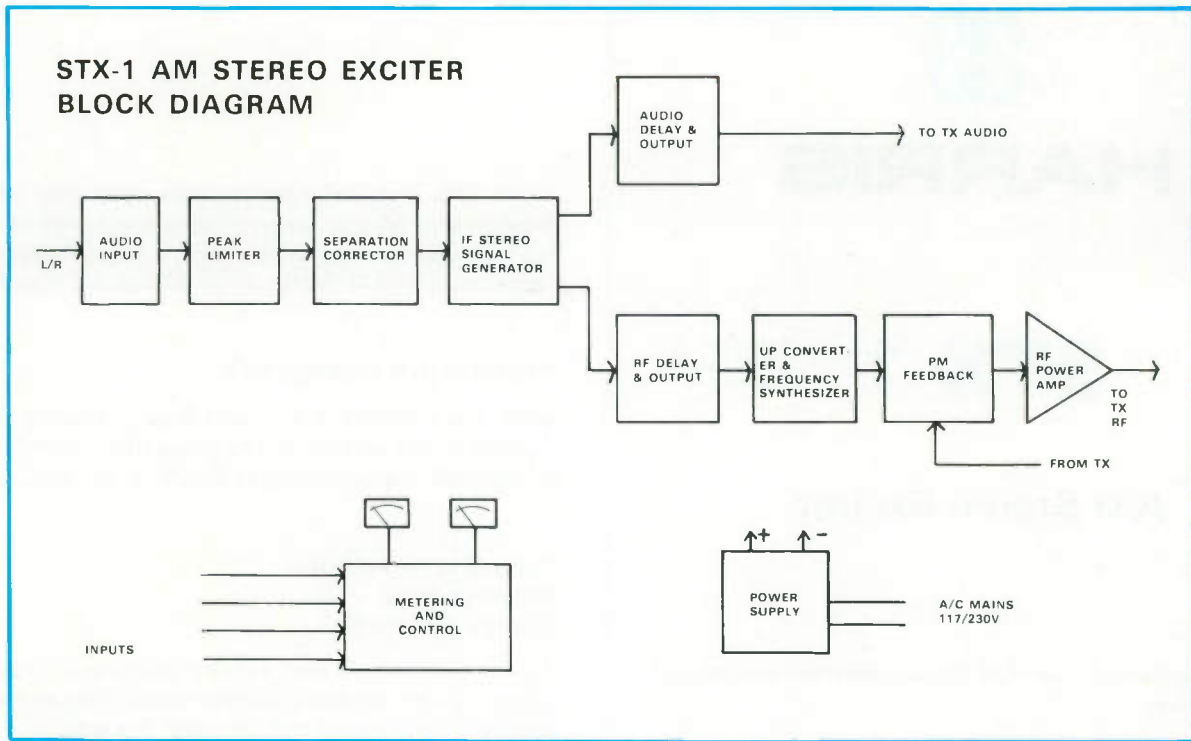 STX-1 AM STEREO EXCITER
BLOCK DIAGRAM
AUDIO
DELAY &
OUTPUT
TO TX AUDIO
L/R
AUDIO
INPUT
PEAK
LIMITER
SEPARATION
CORRECTOR
IF STEREO
SIGNAL
GENERATOR
RF DELAY
& OUTPUT
UP CONVERT-
ER &
FREQUENCY
SYNTHESIZER
PM
FEEDBACK
RF
POWER
AMP
TO
TX
RF
FROM TX
INPUTS
METERING
AND
CONTROL
+ -
POWER
SUPPLY
A/C MAINS
117/230V